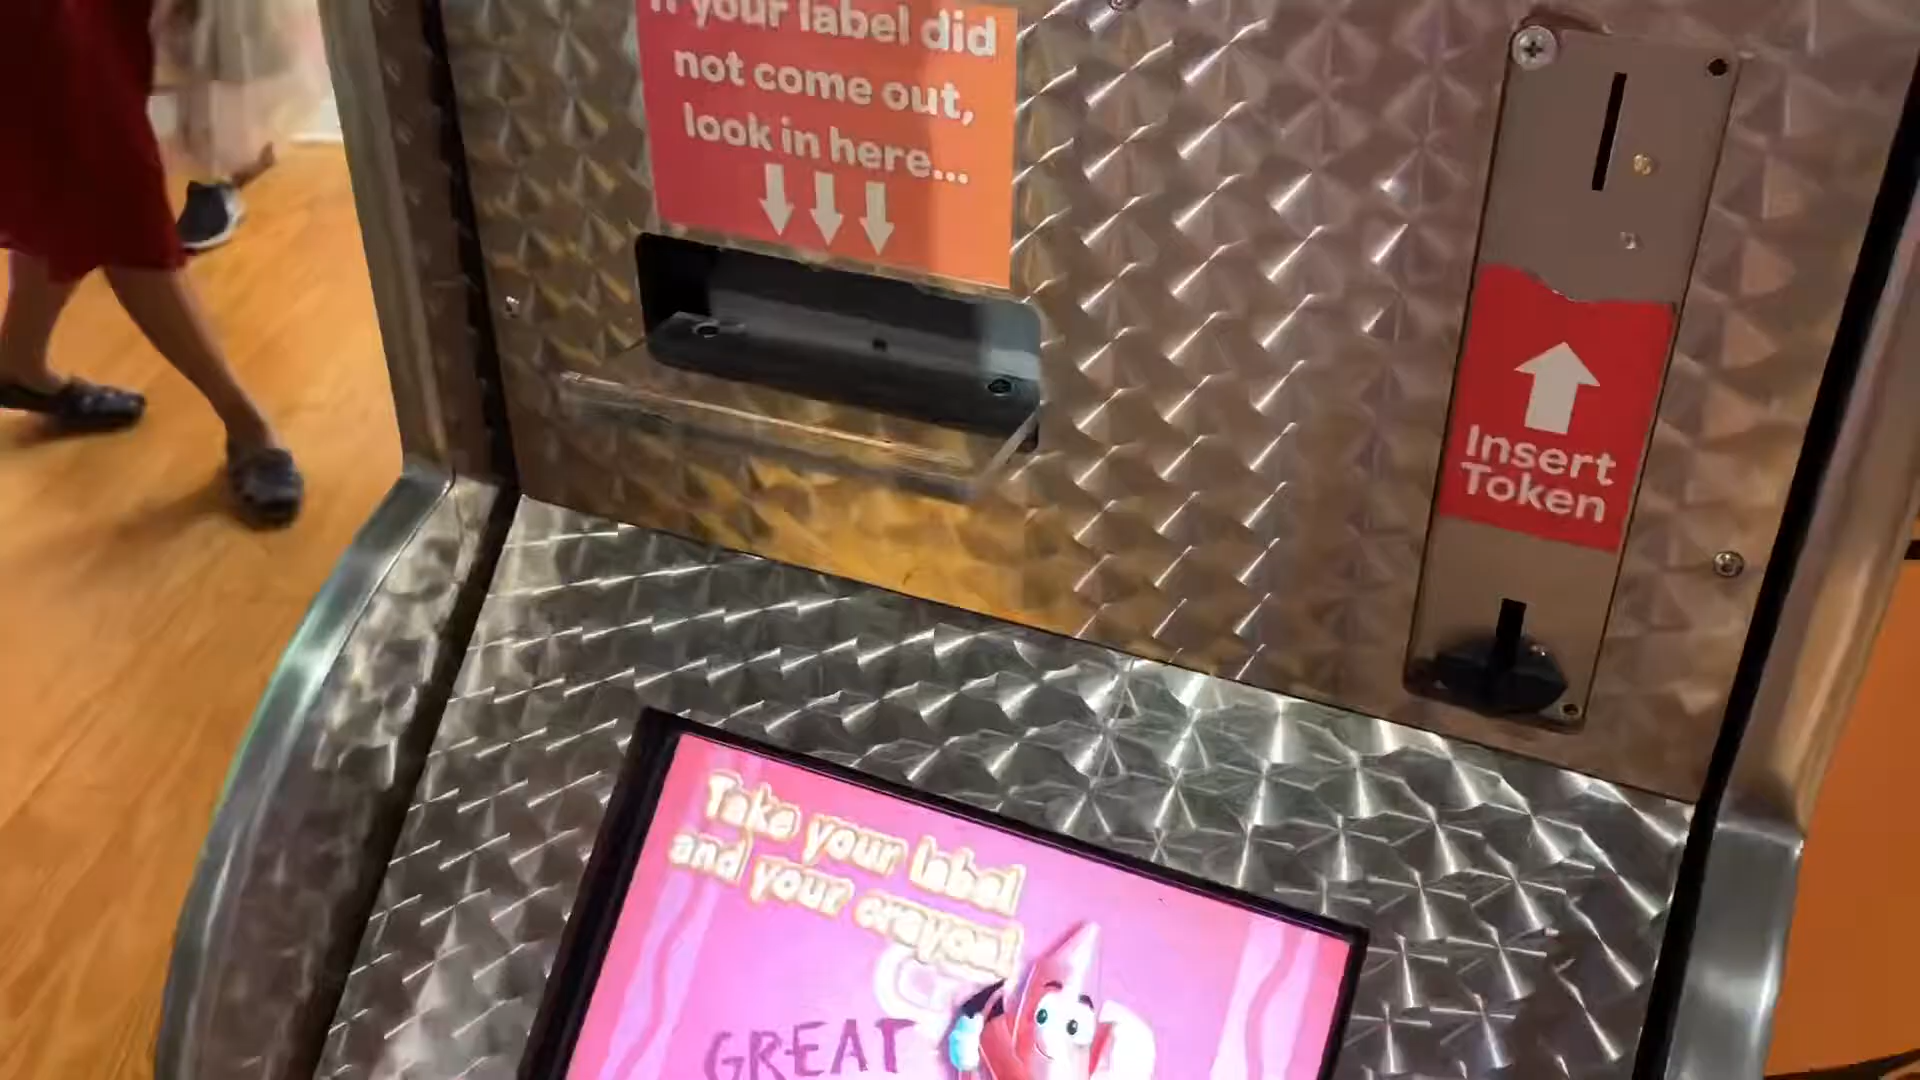 your label did
not come out,
look in here...
Insert
Token
Take your label
and your crayon!
GREAT